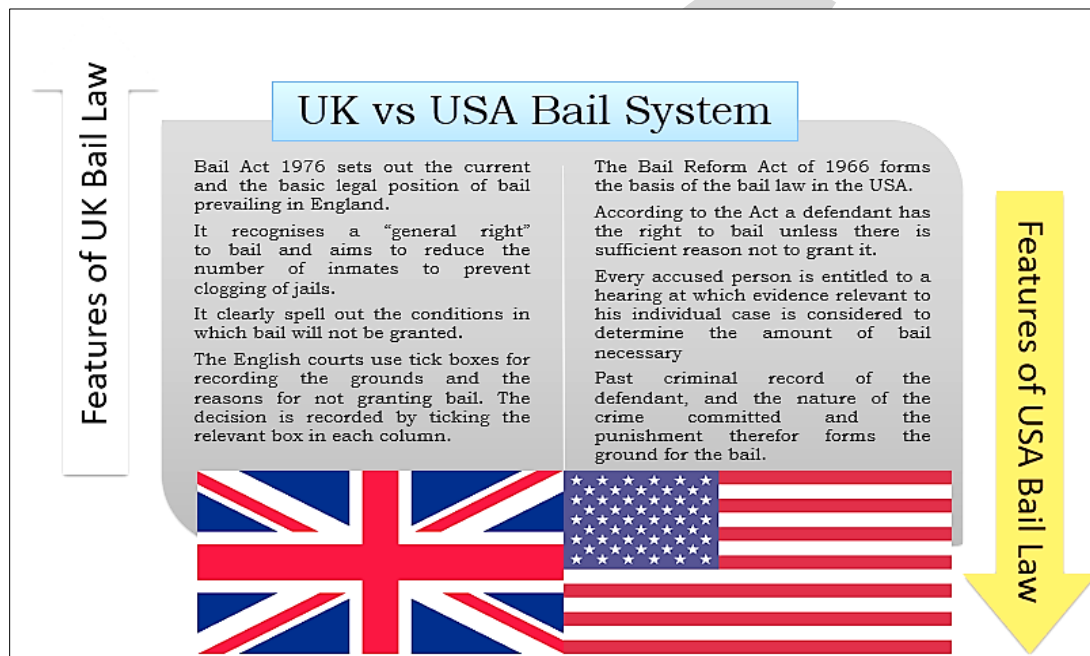 Features of UK Bail Law
UK vs USA Bail System
Bail Act 1976 sets out the current
and the basic legal position of bail
prevailing in England.
It recognises a “general right”
to bail and aims to reduce the
number of inmates to prevent
clogging of jails.
It clearly spell out the conditions in
which bail will not be granted.
The English courts use tick boxes for
recording the grounds and the
reasons for not granting bail. The
decision is recorded by ticking the
relevant box in each column.
The Bail Reform Act of 1966 forms
the basis of the bail law in the USA.
According to the Act a defendant has
the right to bail unless there is
sufficient reason not to grant it.
Every accused person is entitled to a
hearing at which evidence relevant to
his individual case is considered to
determine the amount of bail
necessary
Past criminal record of the
defendant, and the nature of the
crime committed and the
punishment therefor forms the
ground for the bail.
Features of USA Bail Law